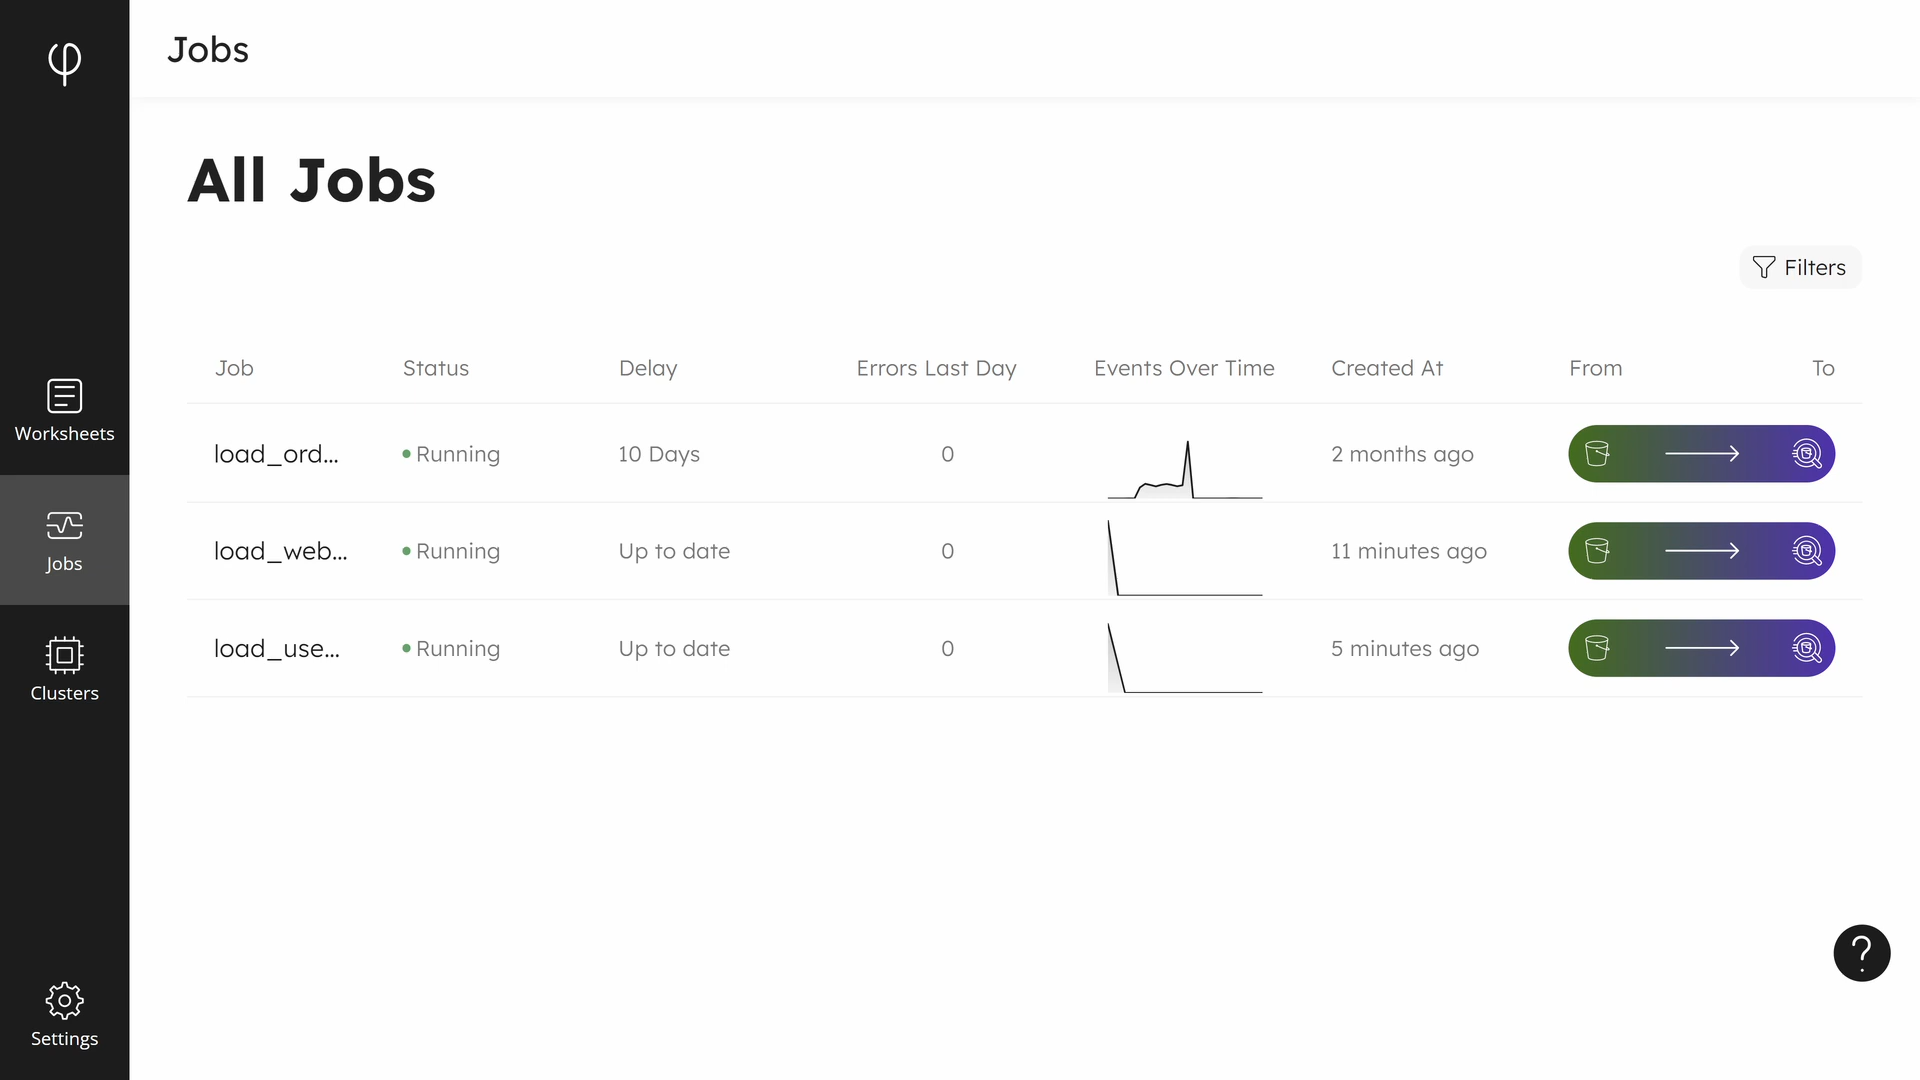 Jobs
All Jobs
Filters
Job Status Delay Errors Last Day Events Over Time Created At From To
load_ord... Running 10 Days 0 2 months ago
load_web... Running Up to date 0 11 minutes ago
load_use... Running Up to date 0 5 minutes ago
Worksheets
Jobs
Clusters
Settings
?